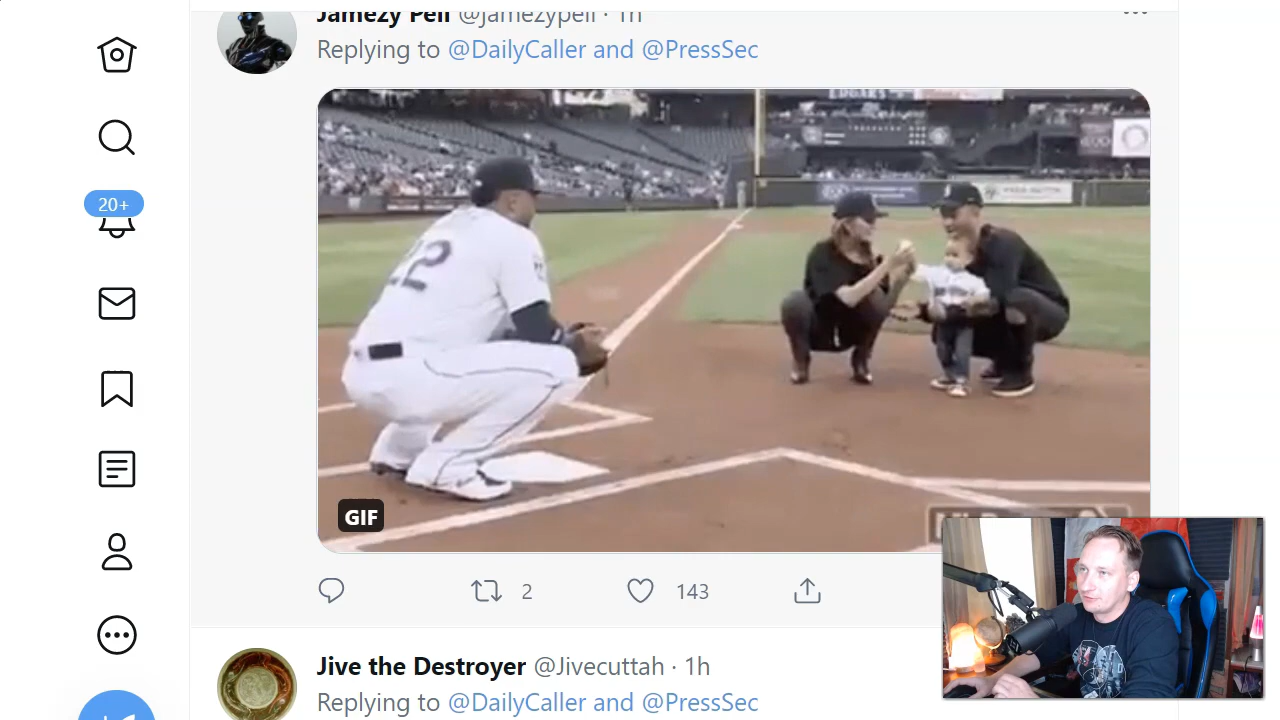 Jamezy Pell @jamezypell · 1h
Replying to @DailyCaller and @PressSec
20+
22
GIF
2
143
Jive the Destroyer @Jivecuttah · 1h
Replying to @DailyCaller and @PressSec